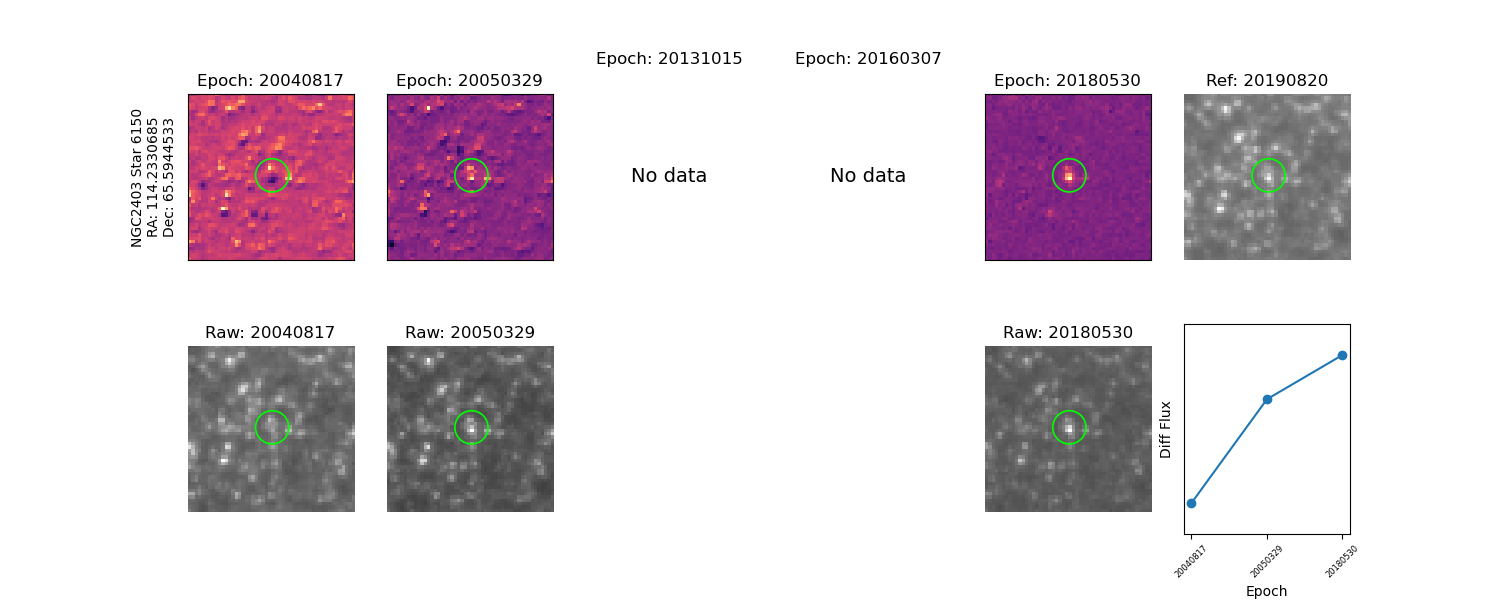 Epoch: 20040817
Epoch: 20050329
Epoch: 20131015
Epoch: 20160307
Epoch: 20180530
Ref: 20190820
NGC2403 Star 6150
RA: 114.2330685
Dec: 65.5944533
No data
No data
Raw: 20040817
Raw: 20050329
Raw: 20180530
Diff Flux
20040817
20050329
20180530
Epoch